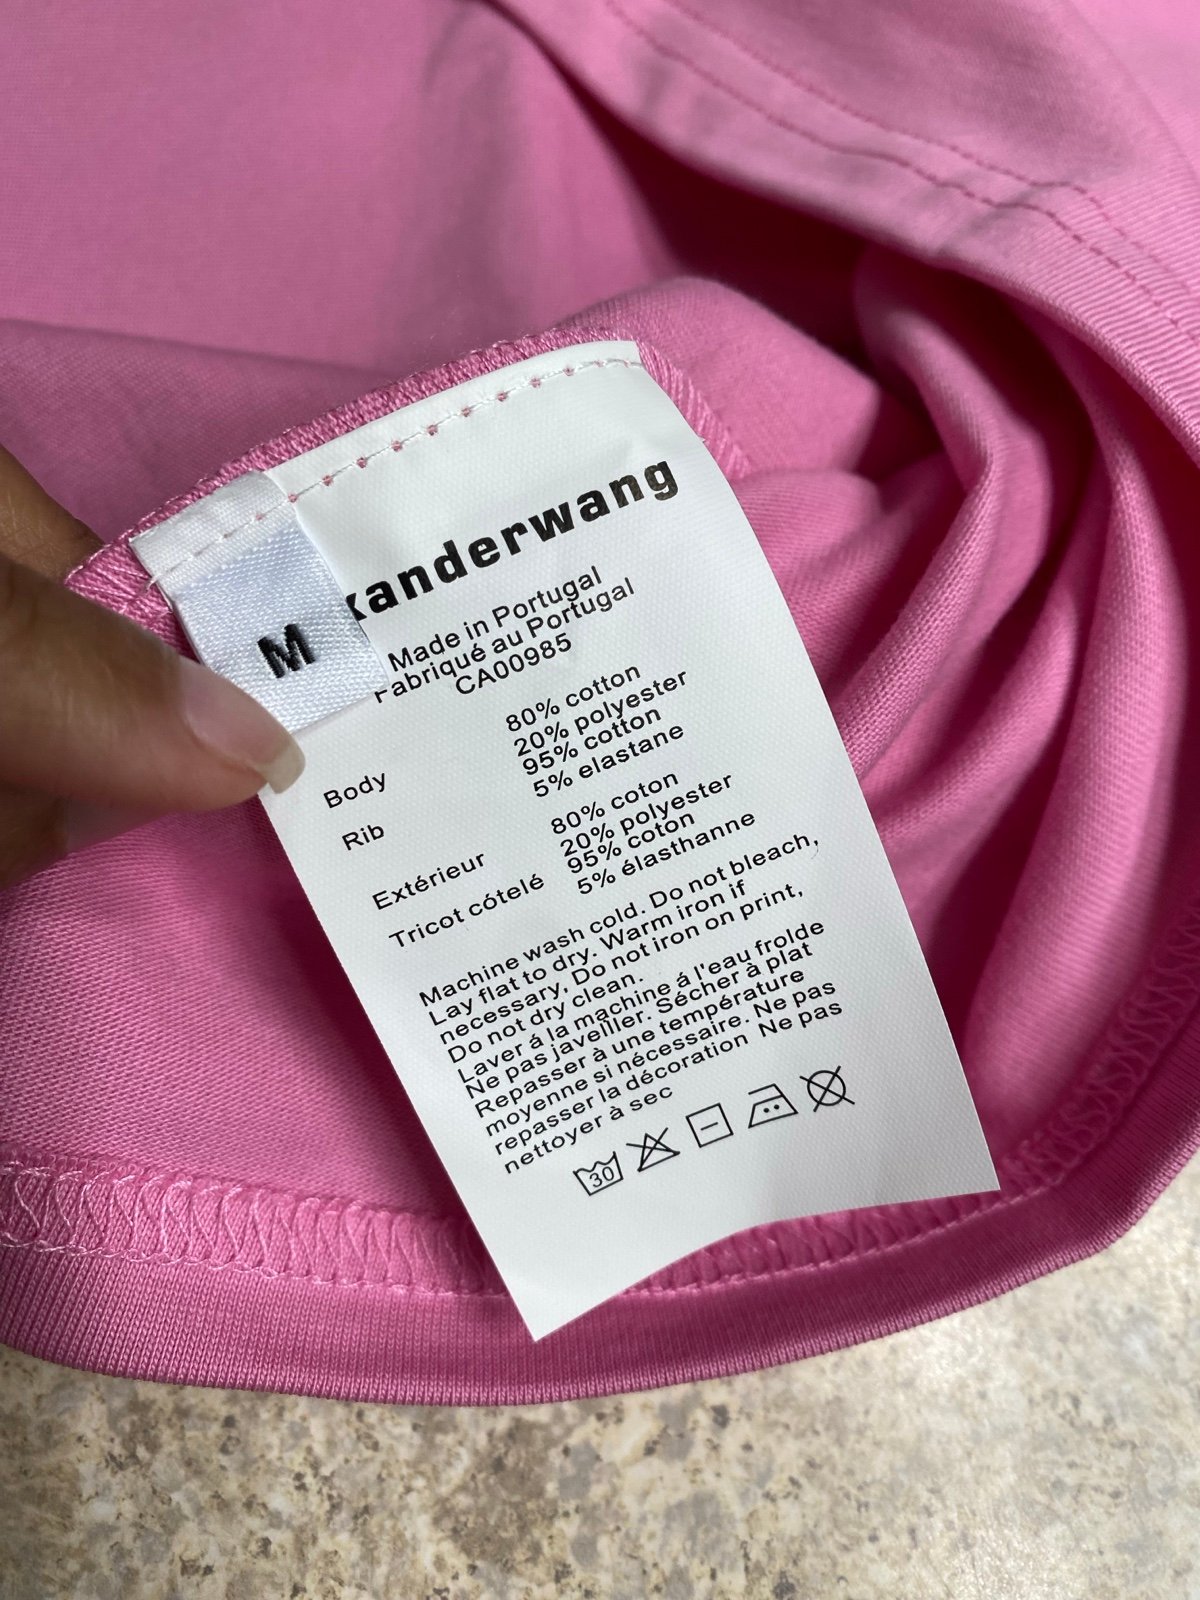 M
xanderwang
Made in Portugal
Fabriqué au Portugal
CA00985
80% cotton
20% polyester
Body 95% cotton
5% elastane
Rib
80% coton
20% polyester
Extérieur 95% coton
5% élasthanne
Tricot cótelé
Machine wash cold. Do not bleach,
Lay flat to dry. Warm iron if
necessary, Do not iron on print,
Do not dry clean.
Laver á la machine á l'eau frolde
Ne pas javeiller. Sécher à plat
Repasser à une température
moyenne si nécessaire. Ne pas
repasser la décoration Ne pas
nettoyer à sec
30